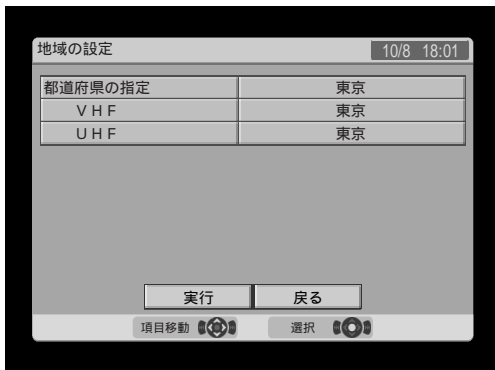 地域の設定 10/8 18:01
都道府県の指定 東京
ＶＨＦ 東京
ＵＨＦ 東京
実行 戻る
項目移動 選択